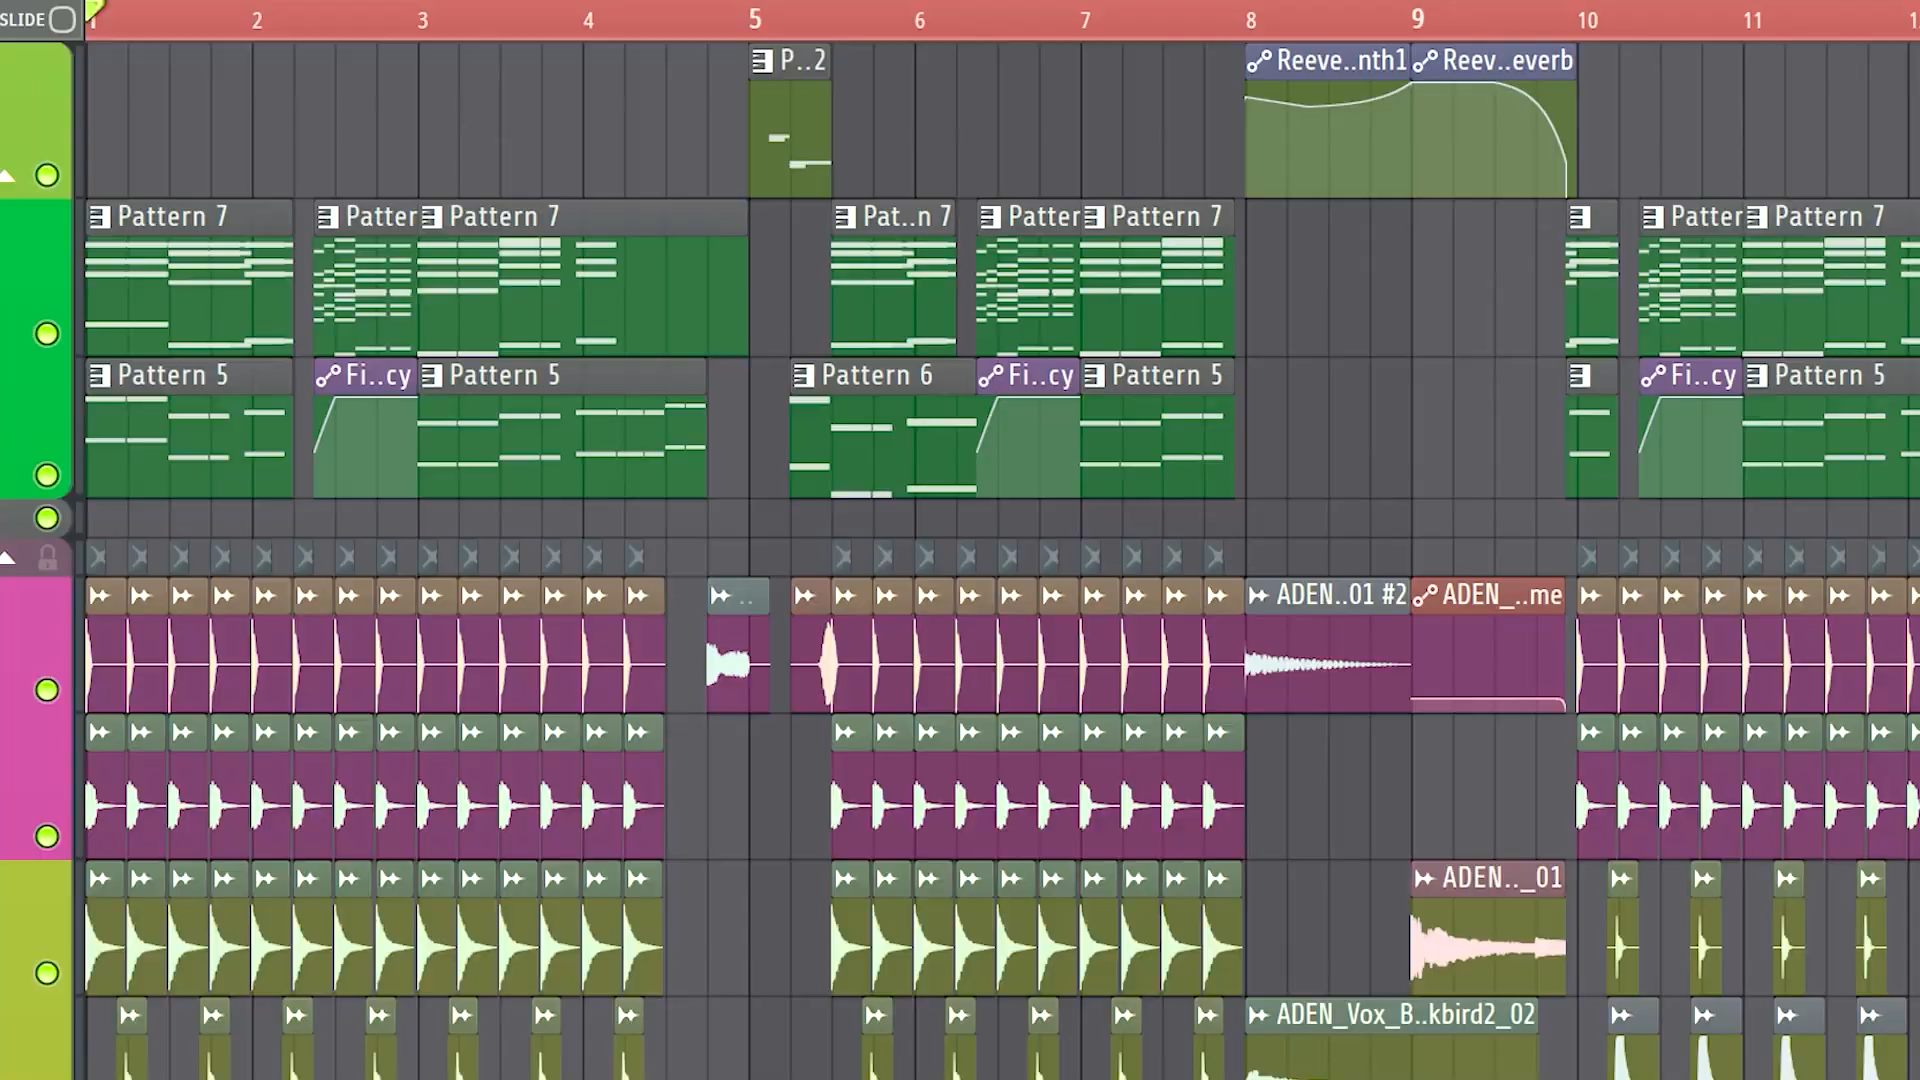 SLIDE 1 2 3 4 5 6 7 8 9 10 11 1
P..2 Reeve..nth1 Reev..everb
Pattern 7 Patter Pattern 7 Pat..n 7 Patter Pattern 7 Patter Pattern 7
Pattern 5 Fi..cy Pattern 5 Pattern 6 Fi..cy Pattern 5 Fi..cy Pattern 5
.. ADEN..01 #2 ADEN_..me
ADEN.._01
ADEN_Vox_B..kbird2_02